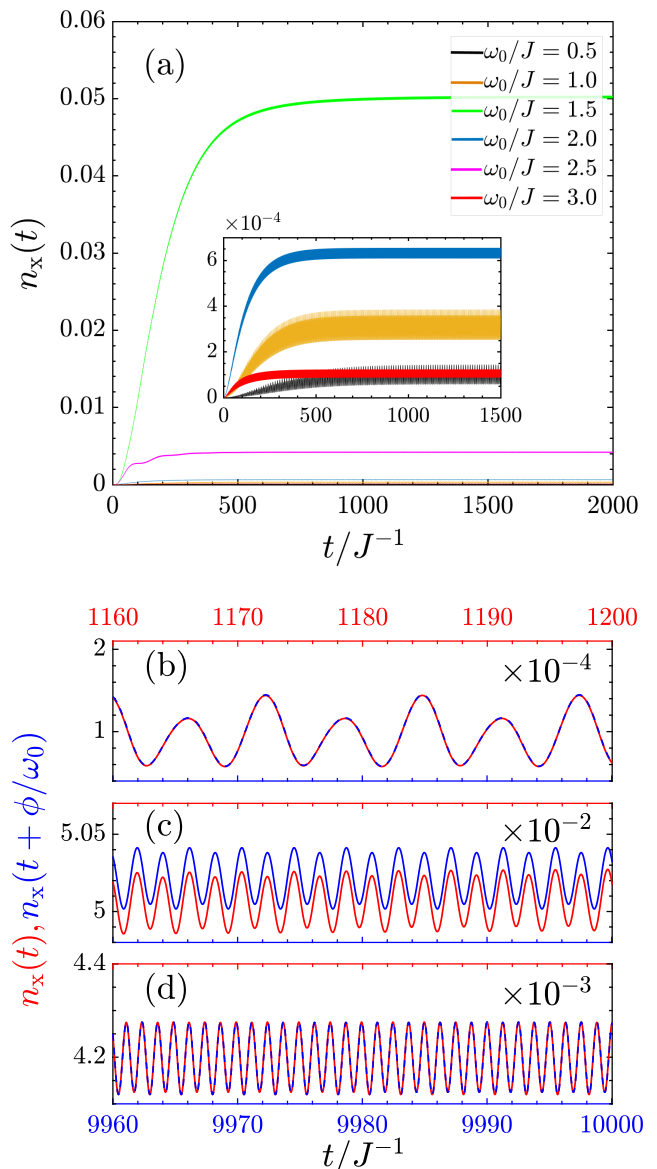 0.06
(a)
ω₀/J = 0.5
ω₀/J = 1.0
ω₀/J = 1.5
ω₀/J = 2.0
ω₀/J = 2.5
ω₀/J = 3.0
0.05
0.04
0.03
0.02
0.01
0
nₓ(t)
×10⁻⁴
6
4
2
0
0 500 1000 1500
0 500 1000 1500 2000
t/J⁻¹
1160 1172 1182 1191 1200
(b)
×10⁻⁴
2
1
(c)
×10⁻²
5.05
5
nₓ(t), nₓ(t + ϕ/ω₀)
(d)
×10⁻³
4.4
4.2
9960 9970 9980 9990 10000
t/J⁻¹